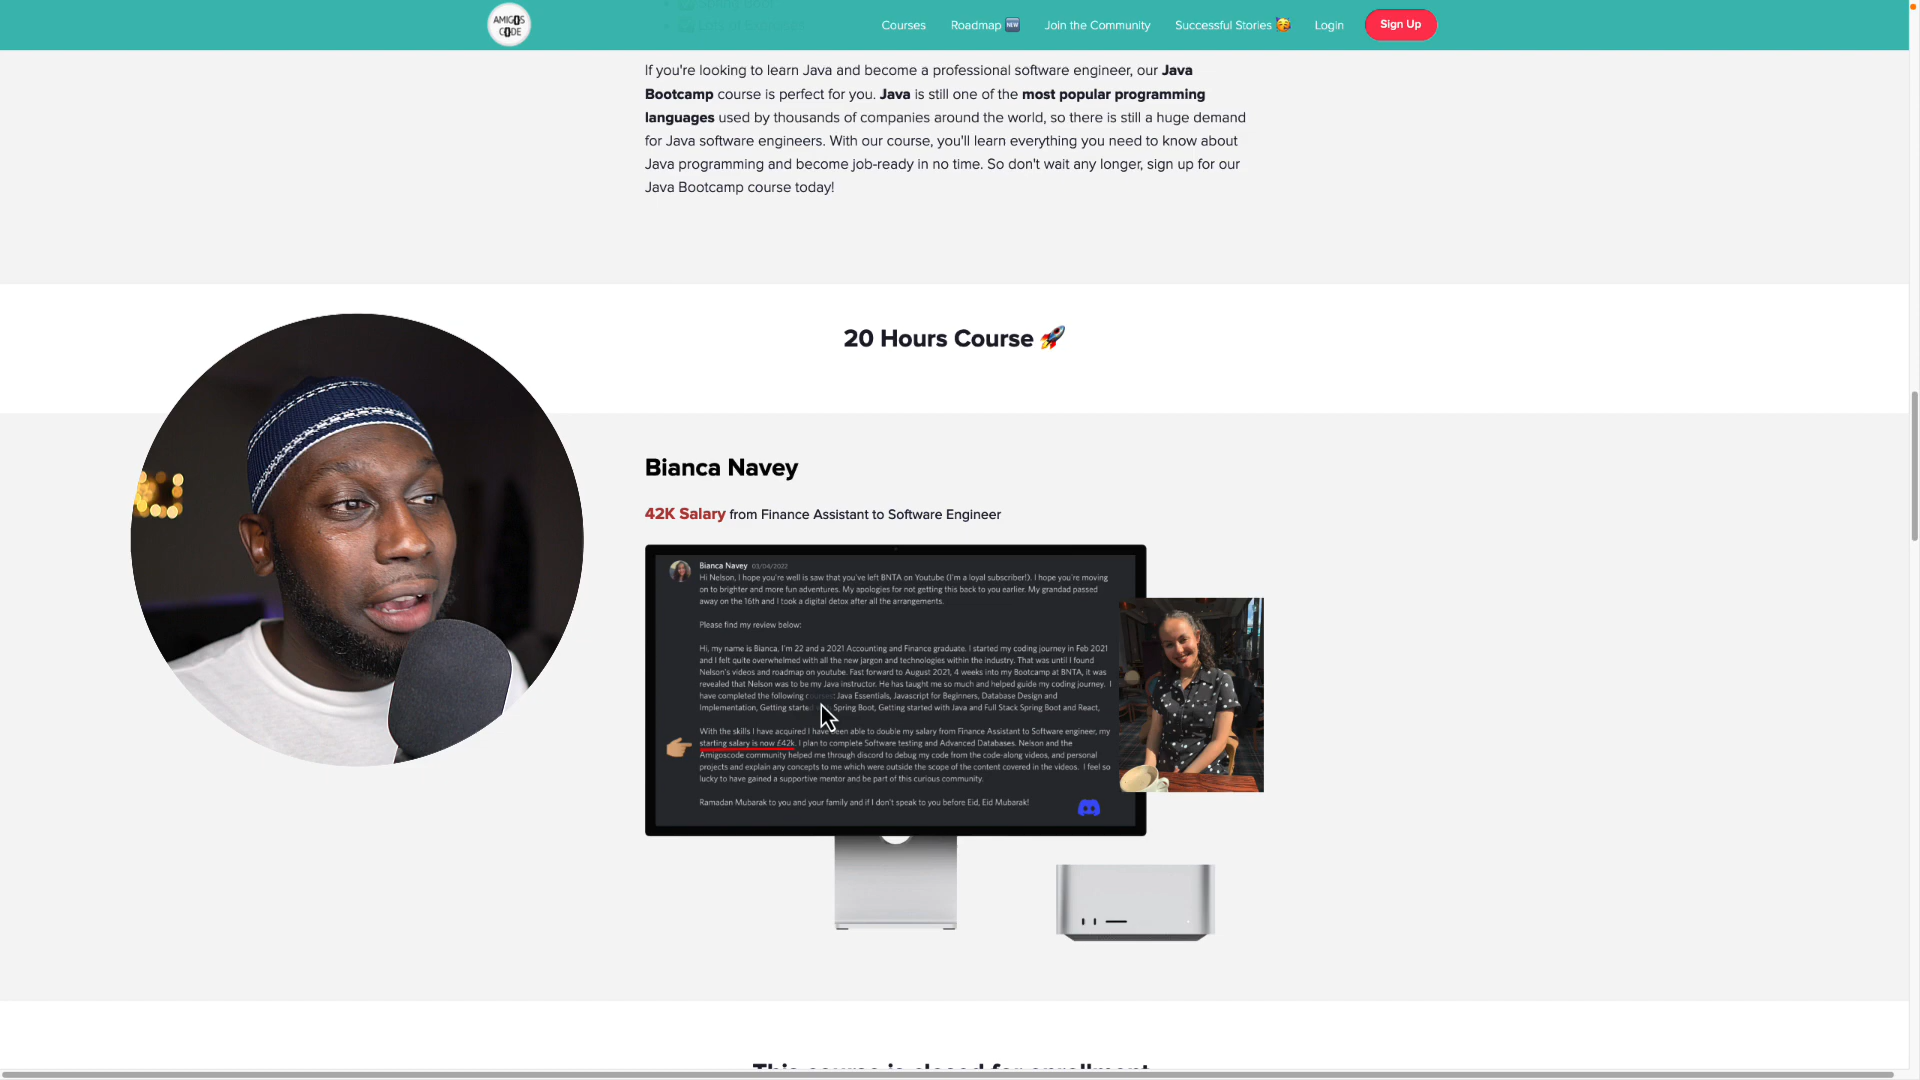 AMIGOS
CODE
Courses
Roadmap NEW
Join the Community
Successful Stories
Login
Sign Up
If you're looking to learn Java and become a professional software engineer, our Java
Bootcamp course is perfect for you. Java is still one of the most popular programming
languages used by thousands of companies around the world, so there is still a huge demand
for Java software engineers. With our course, you'll learn everything you need to know about
Java programming and become job-ready in no time. So don't wait any longer, sign up for our
Java Bootcamp course today!
20 Hours Course
Bianca Navey
42K Salary from Finance Assistant to Software Engineer
Bianca Navey 03/04/2022
Hi Nelson, I hope you're well is saw that you've left BNTA on Youtube (I'm a loyal subscriber!). I hope you're moving
on to brighter and more fun adventures. My apologies for not getting this back to you earlier. My grandad passed
away on the 16th and I took a digital detox after all the arrangements.
Please find my review below:
Hi, my name is Bianca, I'm 22 and a 2021 Accounting and Finance graduate. I started my coding journey in Feb 2021
and I felt quite overwhelmed with all the new jargon and technologies within the industry. That was until I found
Nelson's videos and roadmap on youtube. Fast forward to August 2021, 4 weeks into my Bootcamp at BNTA, it was
revealed that Nelson was to be my Java instructor. He has taught me so much and helped guide my coding journey. I
have completed the following courses: Java Essentials, Javascript for Beginners, Database Design and
Implementation, Getting started Spring Boot, Getting started with Java and Full Stack Spring Boot and React,
With the skills I have acquired I have been able to double my salary from Finance Assistant to Software engineer, my
starting salary is now £42k. I plan to complete Software testing and Advanced Databases. Nelson and the
Amigoscode community helped me through discord to debug my code from the code-along videos, and personal
projects and explain any concepts to me which were outside the scope of the content covered in the videos. I feel so
lucky to have gained a supportive mentor and be part of this curious community.
Ramadan Mubarak to you and your family and if I don't speak to you before Eid, Eid Mubarak!
This course is closed for enrollment